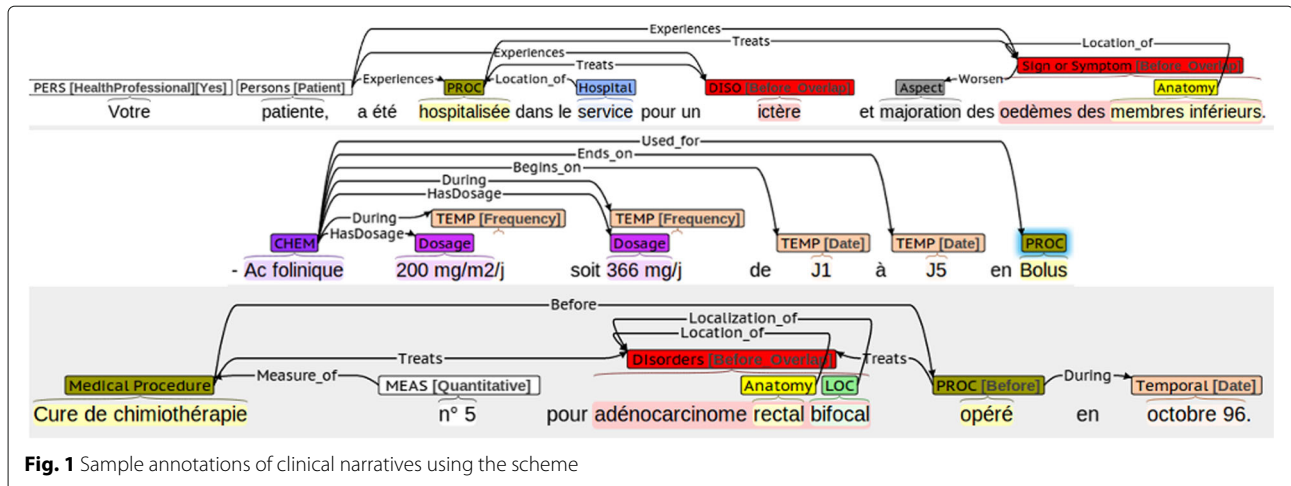 Experiences
Treats
Location_of
Experiences
Treats
Sign or Symptom [Before_Overlap]
Experiences Location_of Worsen
PERS [HealthProfessional][Yes] Persons [Patient] PROC Hospital DISO [Before_Overlap] Aspect Anatomy
Votre patiente, a été hospitalisée dans le service pour un ictère et majoration des oedèmes des membres inférieurs.
Used_for
Ends_on
Begins_on
During
HasDosage
During TEMP [Frequency] TEMP [Frequency]
HasDosage
CHEM Dosage Dosage TEMP [Date] TEMP [Date] PROC
- Ac folinique 200 mg/m2/j soit 366 mg/j de J1 à J5 en Bolus
Before
Localization_of
Location_of
Treats Disorders [Before_Overlap] Treats
Medical Procedure Measure_of MEAS [Quantitative] Anatomy LOC PROC [Before] During Temporal [Date]
Cure de chimiothérapie n° 5 pour adénocarcinome rectal bifocal opéré en octobre 96.
Fig. 1 Sample annotations of clinical narratives using the scheme